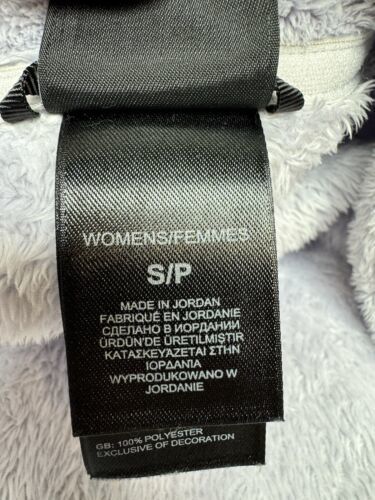 WOMENS/FEMMES
S/P
MADE IN JORDAN
FABRIQUÉ EN JORDANIE
СДЕЛАНО В ИОРДАНИИ
ÜRDÜN'DE ÜRETILMIŞTIR
ΚΑΤΑΣΚΕΥΑΖΕΤΑΙ ΣΤΗΝ
ΙΟΡΔΑΝΙΑ
WYPRODUKOWANO W
JORDANIE
GB: 100% POLYESTER
EXCLUSIVE OF DECORATION